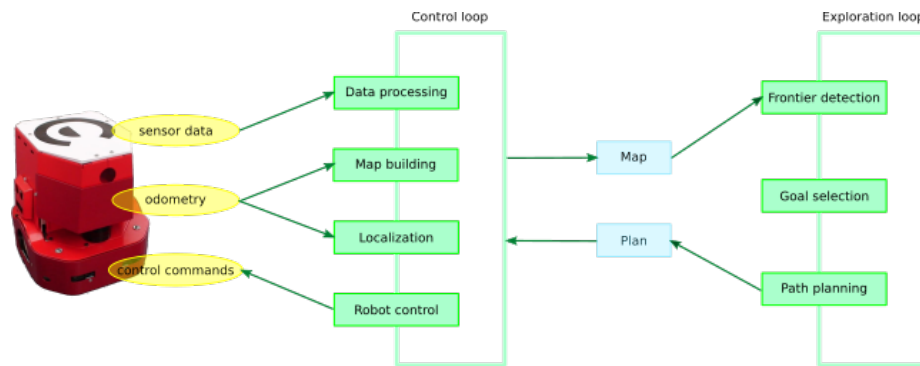 Control loop
Exploration loop
Data processing
Frontier detection
sensor data
Map building
Map
odometry
Goal selection
Localization
Plan
control commands
Path planning
Robot control